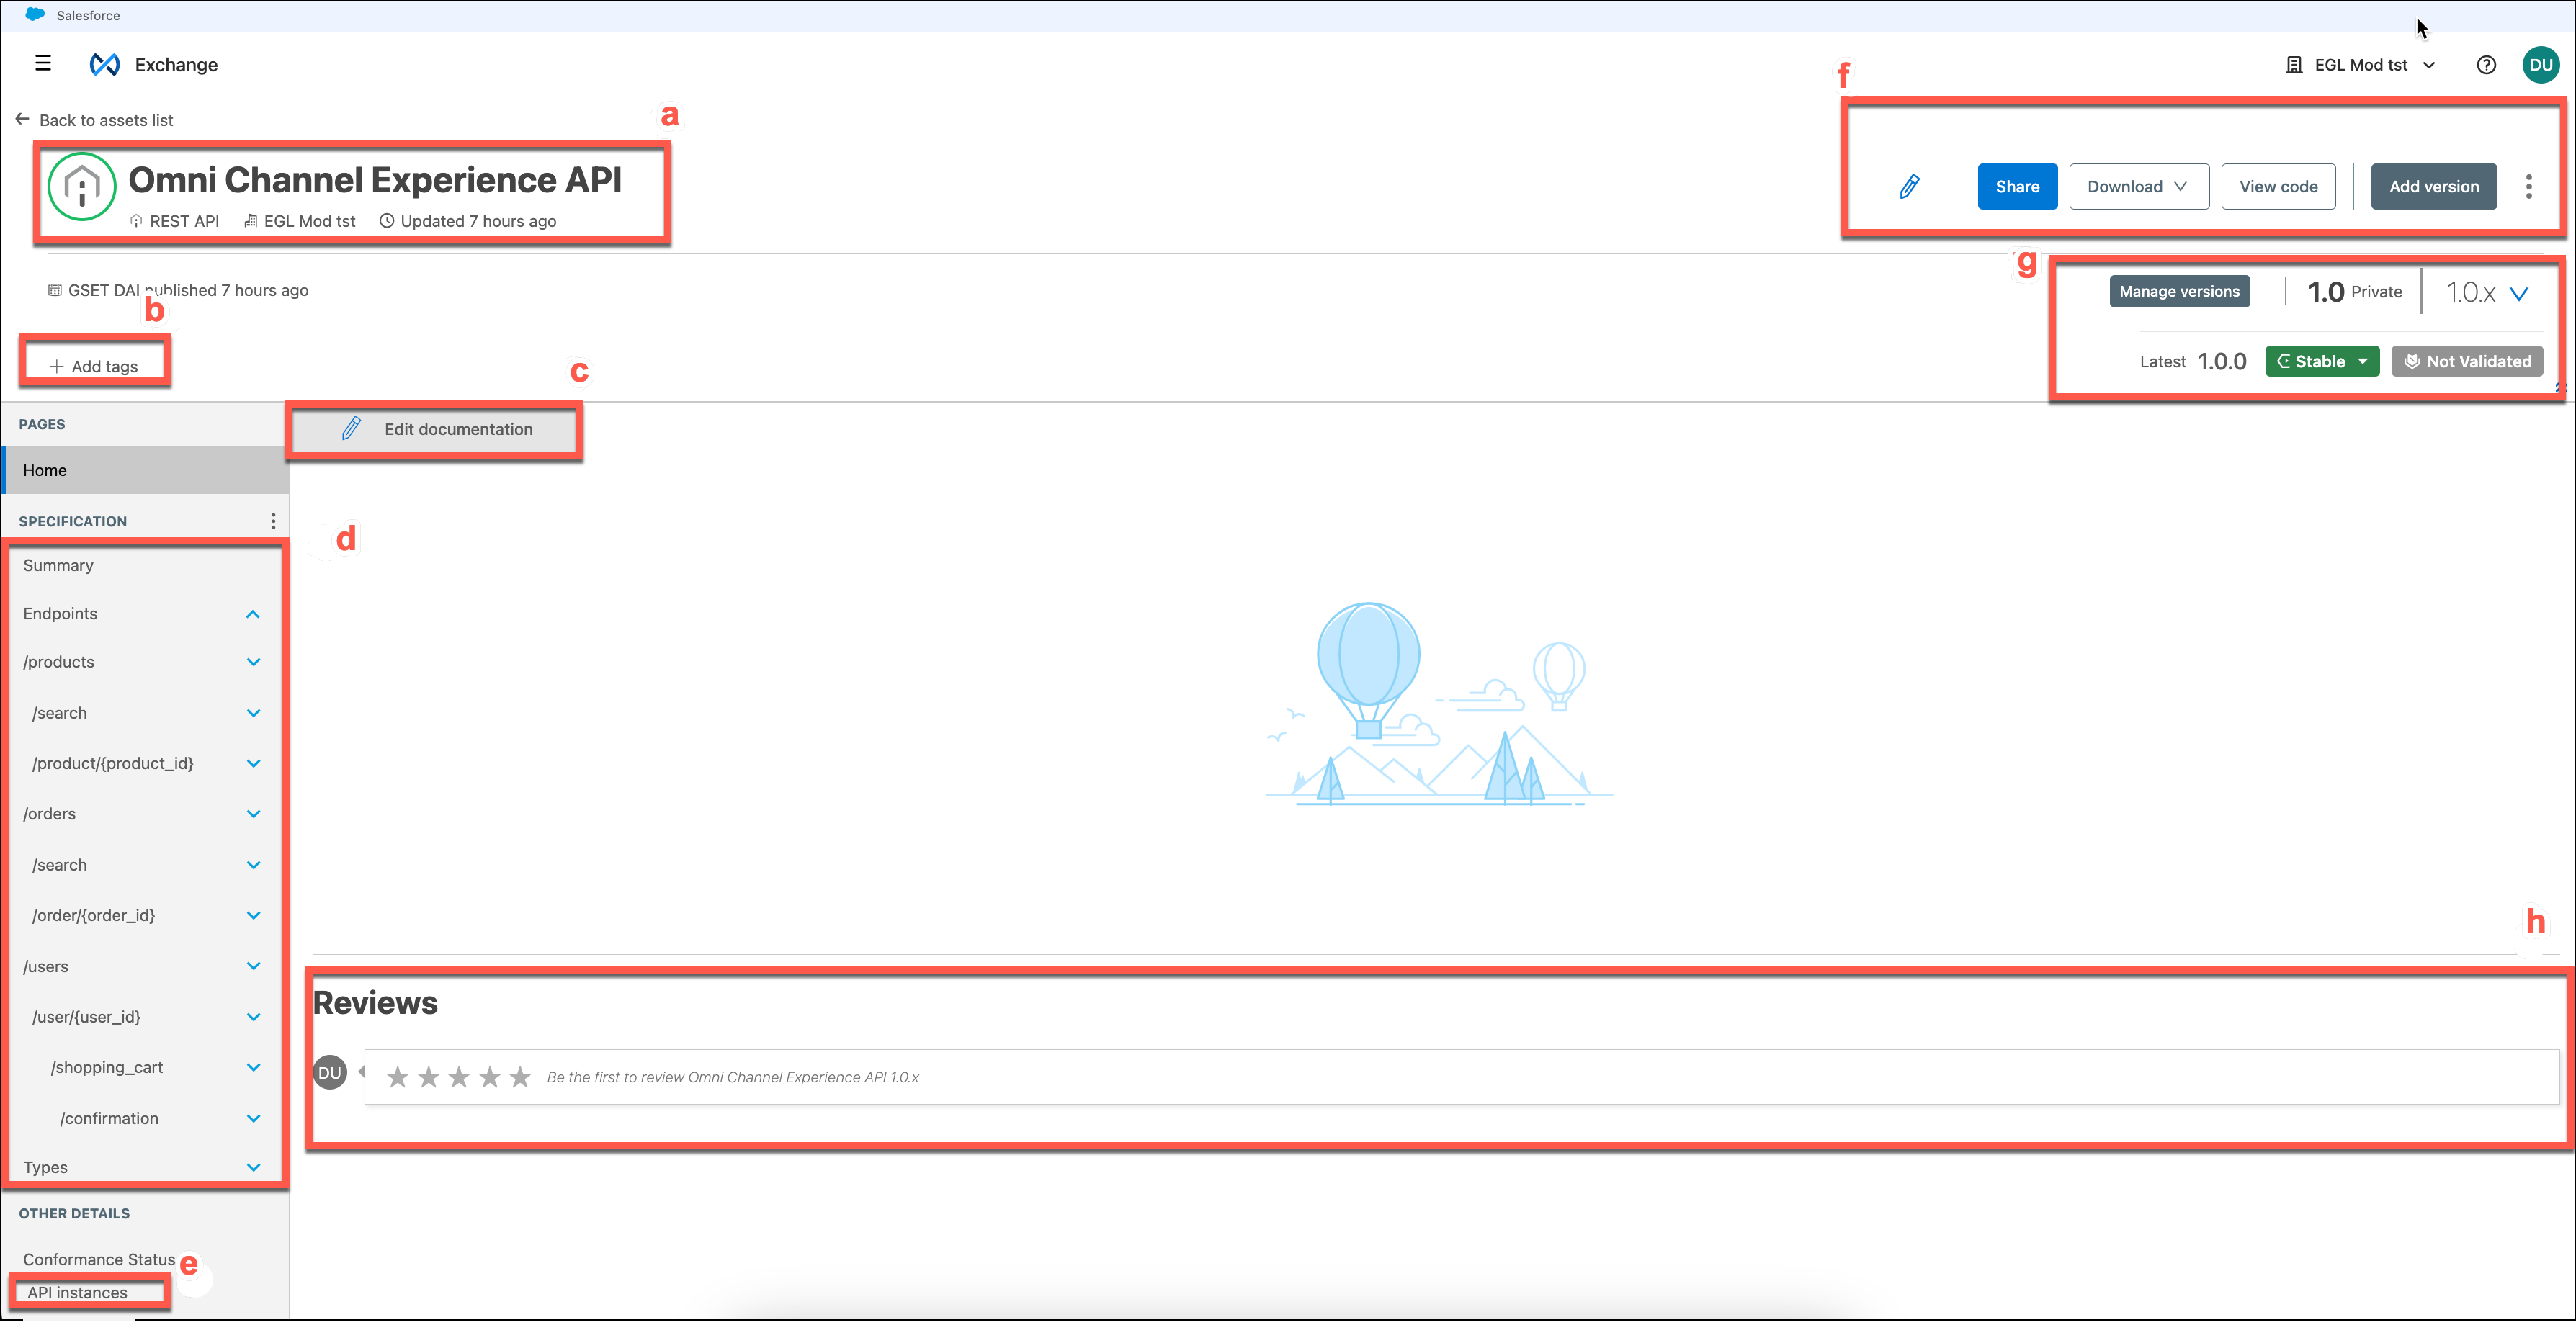 Salesforce
Exchange
EGL Mod tst
DU
f
Back to assets list
a
Omni Channel Experience API
REST API EGL Mod tst Updated 7 hours ago
Share Download View code Add version
g
GSET DAI published 7 hours ago
b
Manage versions 1.0 Private 1.0.x
+ Add tags
Latest 1.0.0 Stable Not Validated
c
PAGES
Edit documentation
Home
SPECIFICATION
d
Summary
Endpoints
/products
/search
/product/{product_id}
/orders
/search
/order/{order_id}
/users
/user/{user_id}
/shopping_cart
/confirmation
Types
h
Reviews
DU
Be the first to review Omni Channel Experience API 1.0.x
OTHER DETAILS
Conformance Status
e
API instances